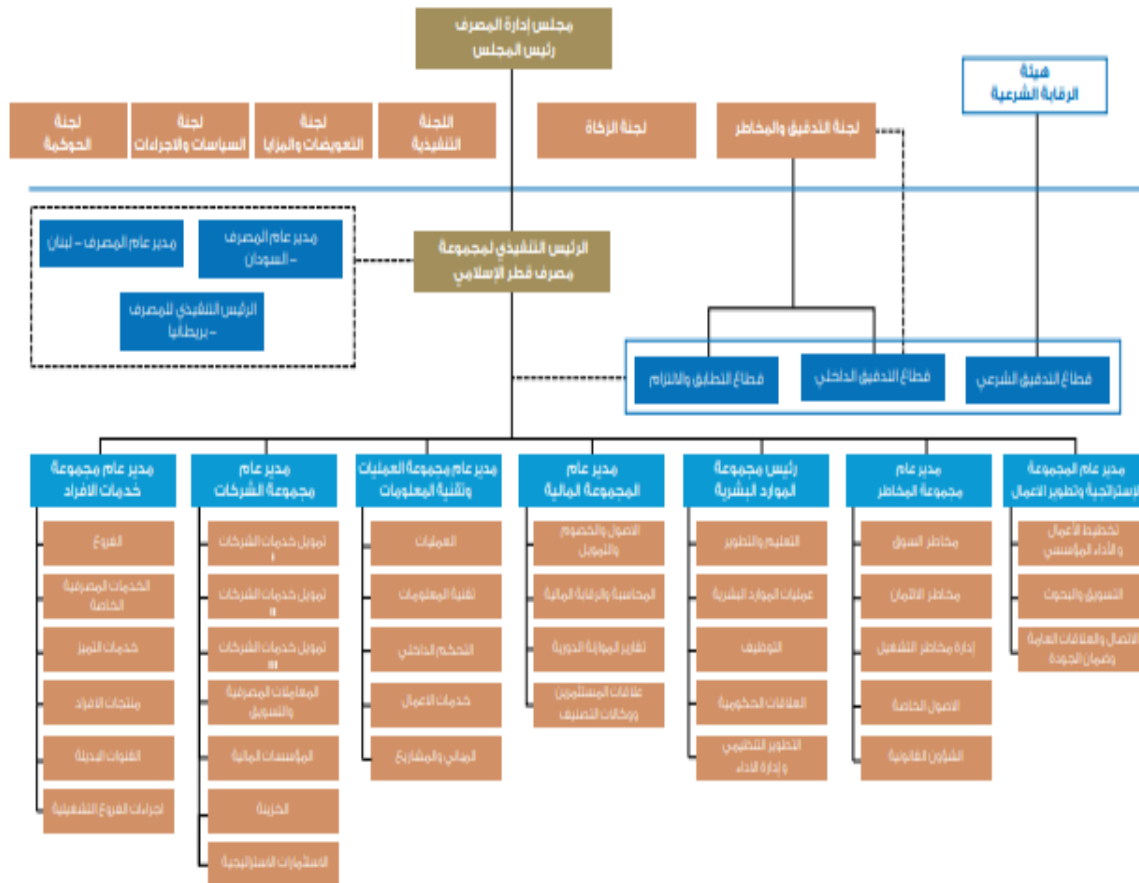 مجلس إدارة المصرف
رئيس المجلس
هيئة
الرقابة الشرعية
لجنة التدقيق والمخاطر
لجنة الزكاة
اللجنة
التنفيذية
لجنة
التعويضات والمزايا
لجنة
السياسات والاجراءات
لجنة
الحوكمة
الرئيس التنفيذي لمجموعة
مصرف قطر الإسلامي
مدير عام المصرف
– السودان
مدير عام المصرف – لبنان
الرئيس التنفيذي للمصرف
– بريطانيا
قطاع التدقيق الشرعي
قطاع التدقيق الداخلي
قطاع التطابق والالتزام
مدير عام المجموعة
الإستراتجية وتطوير الاعمال
تخطيط الأعمال
والأداء المؤسسي
التسويق والبحوث
الاتصال والعلاقات العامة
وضمان الجودة
مدير عام
مجموعة المخاطر
مخاطر السوق
مخاطر الائتمان
إدارة مخاطر التشغيل
الاصول الخاصة
الشؤون القانونية
رئيس مجموعة
الموارد البشرية
التعليم والتطوير
عمليات الموارد البشرية
التوظيف
العلاقات الحكومية
التطوير التنظيمي
وإدارة الاداء
مدير عام
المجموعة المالية
الاصول والخصوم
والتمويل
المحاسبة والرقابة المالية
تقارير الموازنة الدورية
علاقات المستثمرين
ووكالات التصنيف
مدير عام مجموعة العمليات
وتقنية المعلومات
العمليات
تقنية المعلومات
التحكم الداخلي
خدمات الاعمال
المباني والمشاريع
مدير عام
مجموعة الشركات
تمويل خدمات الشركات
I
تمويل خدمات الشركات
II
تمويل خدمات الشركات
III
المعاملات المصرفية
والتسويق
المؤسسات المالية
الخزينة
الاستثمارات الاستراتيجية
مدير عام مجموعة
خدمات الافراد
الفروع
الخدمات المصرفية
الخاصة
خدمات التميز
منتجات الافراد
القنوات البديلة
اجراءات الفروع التشغيلية